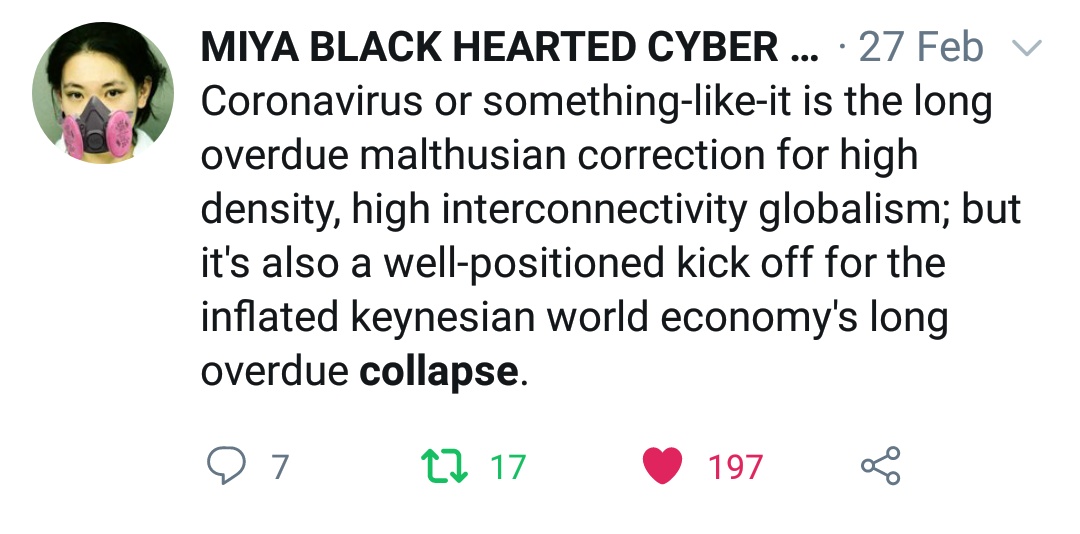 MIYA BLACK HEARTED CYBER ... · 27 Feb
Coronavirus or something-like-it is the long
overdue malthusian correction for high
density, high interconnectivity globalism; but
it's also a well-positioned kick off for the
inflated keynesian world economy's long
overdue collapse.
7 17 197